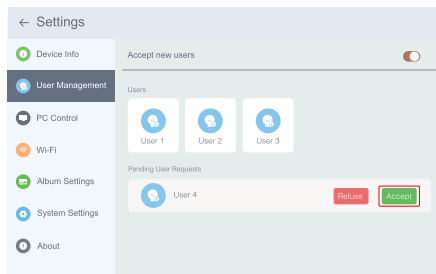 ← Settings
Device Info
User Management
PC Control
Wi-Fi
Album Settings
System Settings
About
Accept new users
Users
User 1 User 2 User 3
Pending User Requests
User 4 Refuse Accept